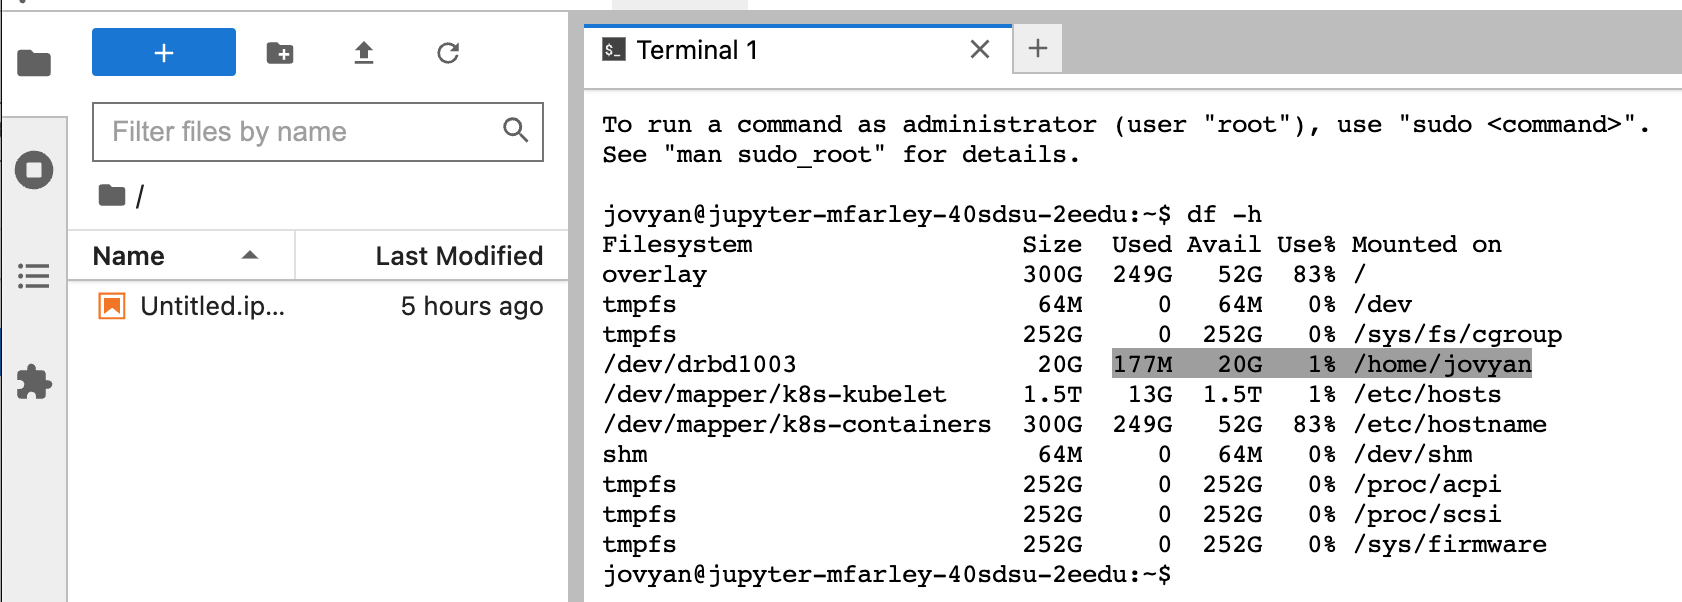 Filter files by name
/
Name Last Modified
Untitled.ip... 5 hours ago
$_ Terminal 1
To run a command as administrator (user "root"), use "sudo <command>".
See "man sudo_root" for details.
jovyan@jupyter-mfarley-40sdsu-2eedu:~$ df -h
Filesystem Size Used Avail Use% Mounted on
overlay 300G 249G 52G 83% /
tmpfs 64M 0 64M 0% /dev
tmpfs 252G 0 252G 0% /sys/fs/cgroup
/dev/drbd1003 20G 177M 20G 1% /home/jovyan
/dev/mapper/k8s-kubelet 1.5T 13G 1.5T 1% /etc/hosts
/dev/mapper/k8s-containers 300G 249G 52G 83% /etc/hostname
shm 64M 0 64M 0% /dev/shm
tmpfs 252G 0 252G 0% /proc/acpi
tmpfs 252G 0 252G 0% /proc/scsi
tmpfs 252G 0 252G 0% /sys/firmware
jovyan@jupyter-mfarley-40sdsu-2eedu:~$